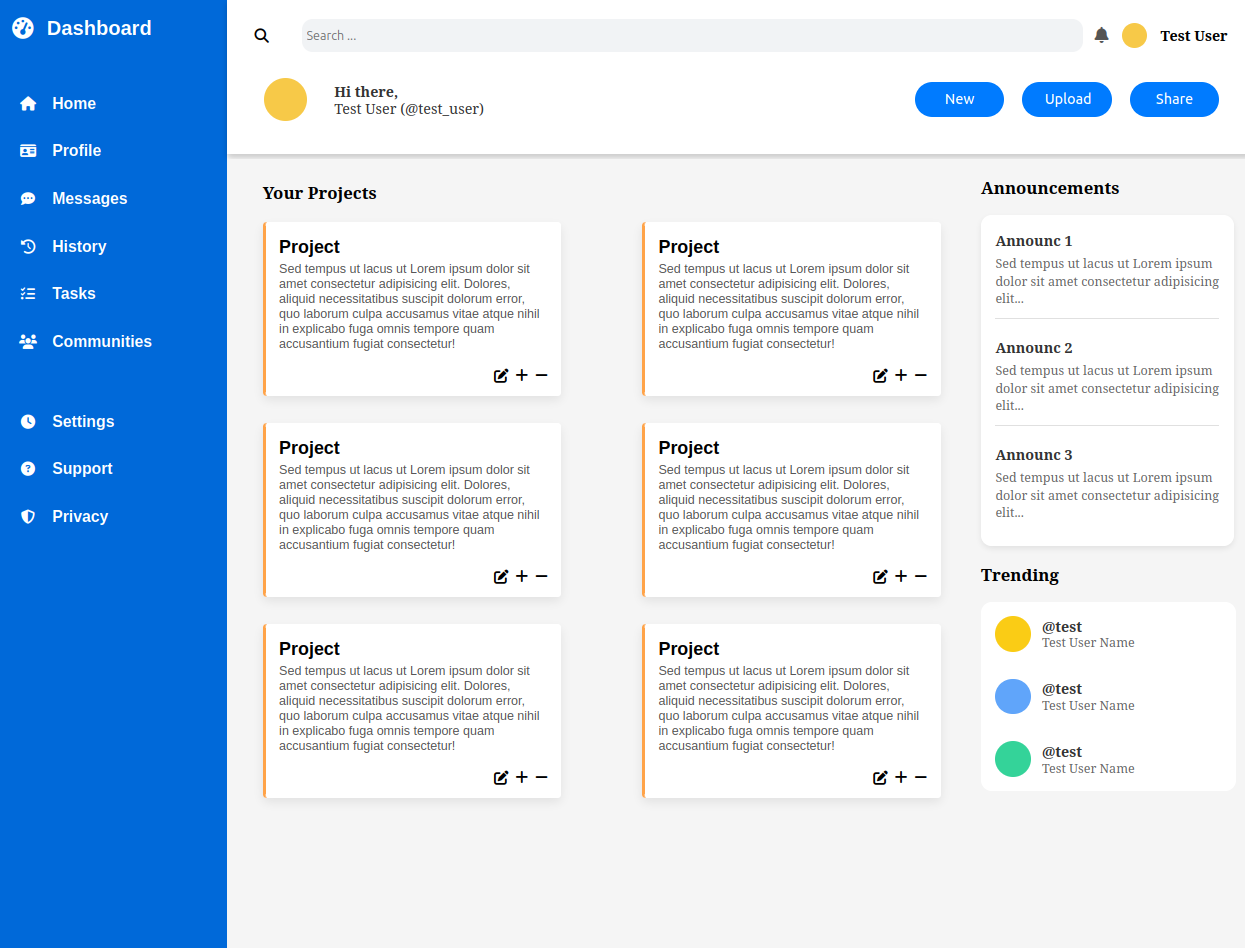 Dashboard
Home
Profile
Messages
History
Tasks
Communities
Settings
Support
Privacy
Search ...
Test User
Hi there,
Test User (@test_user)
New
Upload
Share
Your Projects
Project
Sed tempus ut lacus ut Lorem ipsum dolor sit
amet consectetur adipisicing elit. Dolores,
aliquid necessitatibus suscipit dolorum error,
quo laborum culpa accusamus vitae atque nihil
in explicabo fuga omnis tempore quam
accusantium fugiat consectetur!
Project
Sed tempus ut lacus ut Lorem ipsum dolor sit
amet consectetur adipisicing elit. Dolores,
aliquid necessitatibus suscipit dolorum error,
quo laborum culpa accusamus vitae atque nihil
in explicabo fuga omnis tempore quam
accusantium fugiat consectetur!
Project
Sed tempus ut lacus ut Lorem ipsum dolor sit
amet consectetur adipisicing elit. Dolores,
aliquid necessitatibus suscipit dolorum error,
quo laborum culpa accusamus vitae atque nihil
in explicabo fuga omnis tempore quam
accusantium fugiat consectetur!
Project
Sed tempus ut lacus ut Lorem ipsum dolor sit
amet consectetur adipisicing elit. Dolores,
aliquid necessitatibus suscipit dolorum error,
quo laborum culpa accusamus vitae atque nihil
in explicabo fuga omnis tempore quam
accusantium fugiat consectetur!
Project
Sed tempus ut lacus ut Lorem ipsum dolor sit
amet consectetur adipisicing elit. Dolores,
aliquid necessitatibus suscipit dolorum error,
quo laborum culpa accusamus vitae atque nihil
in explicabo fuga omnis tempore quam
accusantium fugiat consectetur!
Project
Sed tempus ut lacus ut Lorem ipsum dolor sit
amet consectetur adipisicing elit. Dolores,
aliquid necessitatibus suscipit dolorum error,
quo laborum culpa accusamus vitae atque nihil
in explicabo fuga omnis tempore quam
accusantium fugiat consectetur!
Announcements
Announc 1
Sed tempus ut lacus ut Lorem ipsum
dolor sit amet consectetur adipisicing
elit...
Announc 2
Sed tempus ut lacus ut Lorem ipsum
dolor sit amet consectetur adipisicing
elit...
Announc 3
Sed tempus ut lacus ut Lorem ipsum
dolor sit amet consectetur adipisicing
elit...
Trending
@test
Test User Name
@test
Test User Name
@test
Test User Name